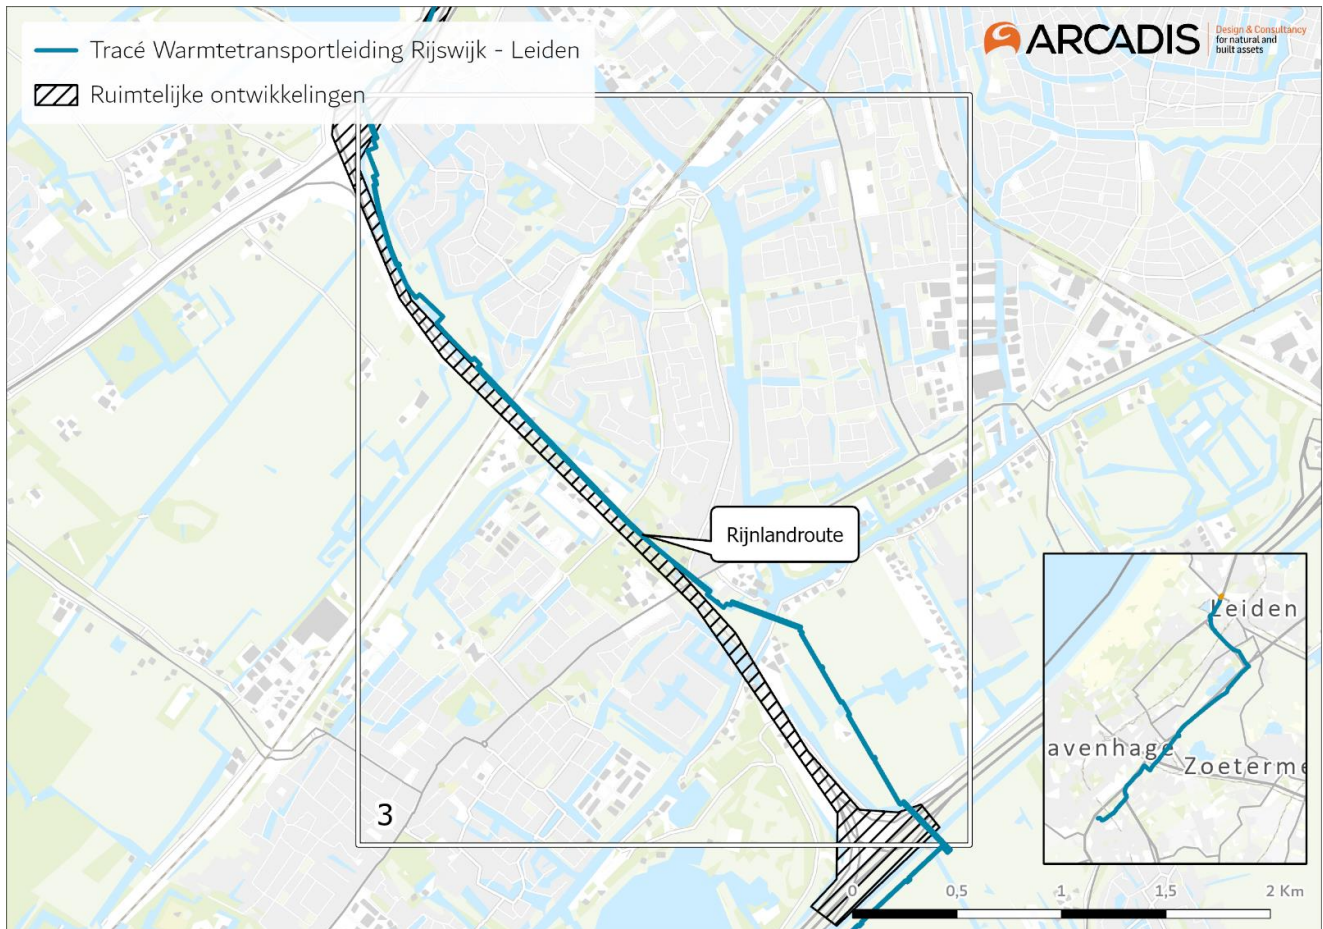 Tracé Warmtetransportleiding Rijswijk - Leiden
Ruimtelijke ontwikkelingen
ARCADIS
Design & Consultancy
for natural and
built assets
Rijnlandroute
3
Leiden
avenhage
Zoeterme
0 0,5 1 1,5 2 Km